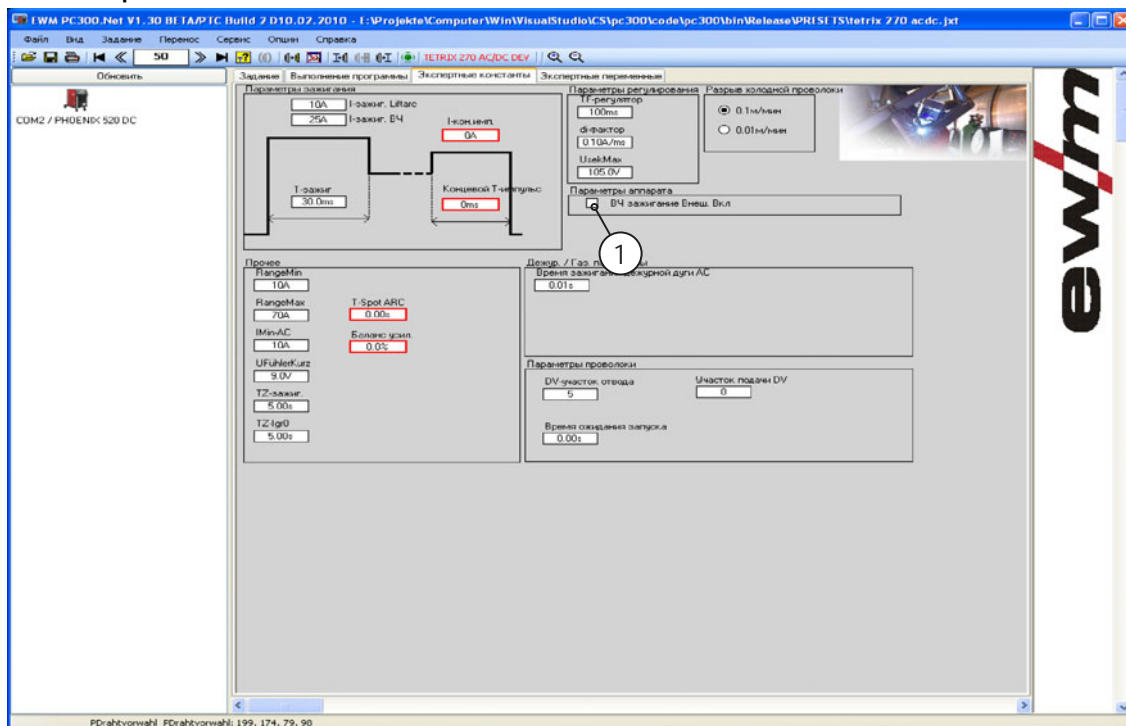 EWM PC300.Net V1.30 BETA/PTC Build 2 D10.02.2010 - E:\Projekte\Computer\Win\VisualStudio\CS\pc300\code\pc300\bin\Release\PRESETS\tetrix 270 acdc.jxt
Файл Вид Задание Перенос Сервис Опции Справка
50 TETRIX 270 AC/DC DEV
Обновить
COM2 / PHOENIX 520 DC
Задание Выполнение программы Экспертные константы Экспертные переменные
Параметры зажигания
10A I-зажиг. Liftarc
25A I-зажиг. ВЧ
I-кон.имп.
0A
Т-зажиг
30.0ms
Концевой Т-импульс
0ms
Параметры регулирования
TF-регулятор
100ms
di-фактор
0.10A/ms
UsekMax
105.0V
Разрыв холодной проволоки
0.1м/мин
0.01м/мин
Параметры аппарата
ВЧ зажигание Внеш. Вкл
1
Прочее
RangeMin
10A
RangeMax
70A
IMin-AC
10A
UFühlerKurz
9.0V
TZ-зажиг.
5.00s
TZ-Igr0
5.00s
T-Spot ARC
0.00s
Баланс усил.
0.0%
Дежур. / Газ.
Время зажигания дежурной дуги AC
0.01s
Параметры проволоки
DV-участок отвода
5
Участок подачи DV
0
Время ожидания запуска
0.00s
ewm
PDrahtvorwahl FDrahtvorwahl: 199, 174, 79, 98